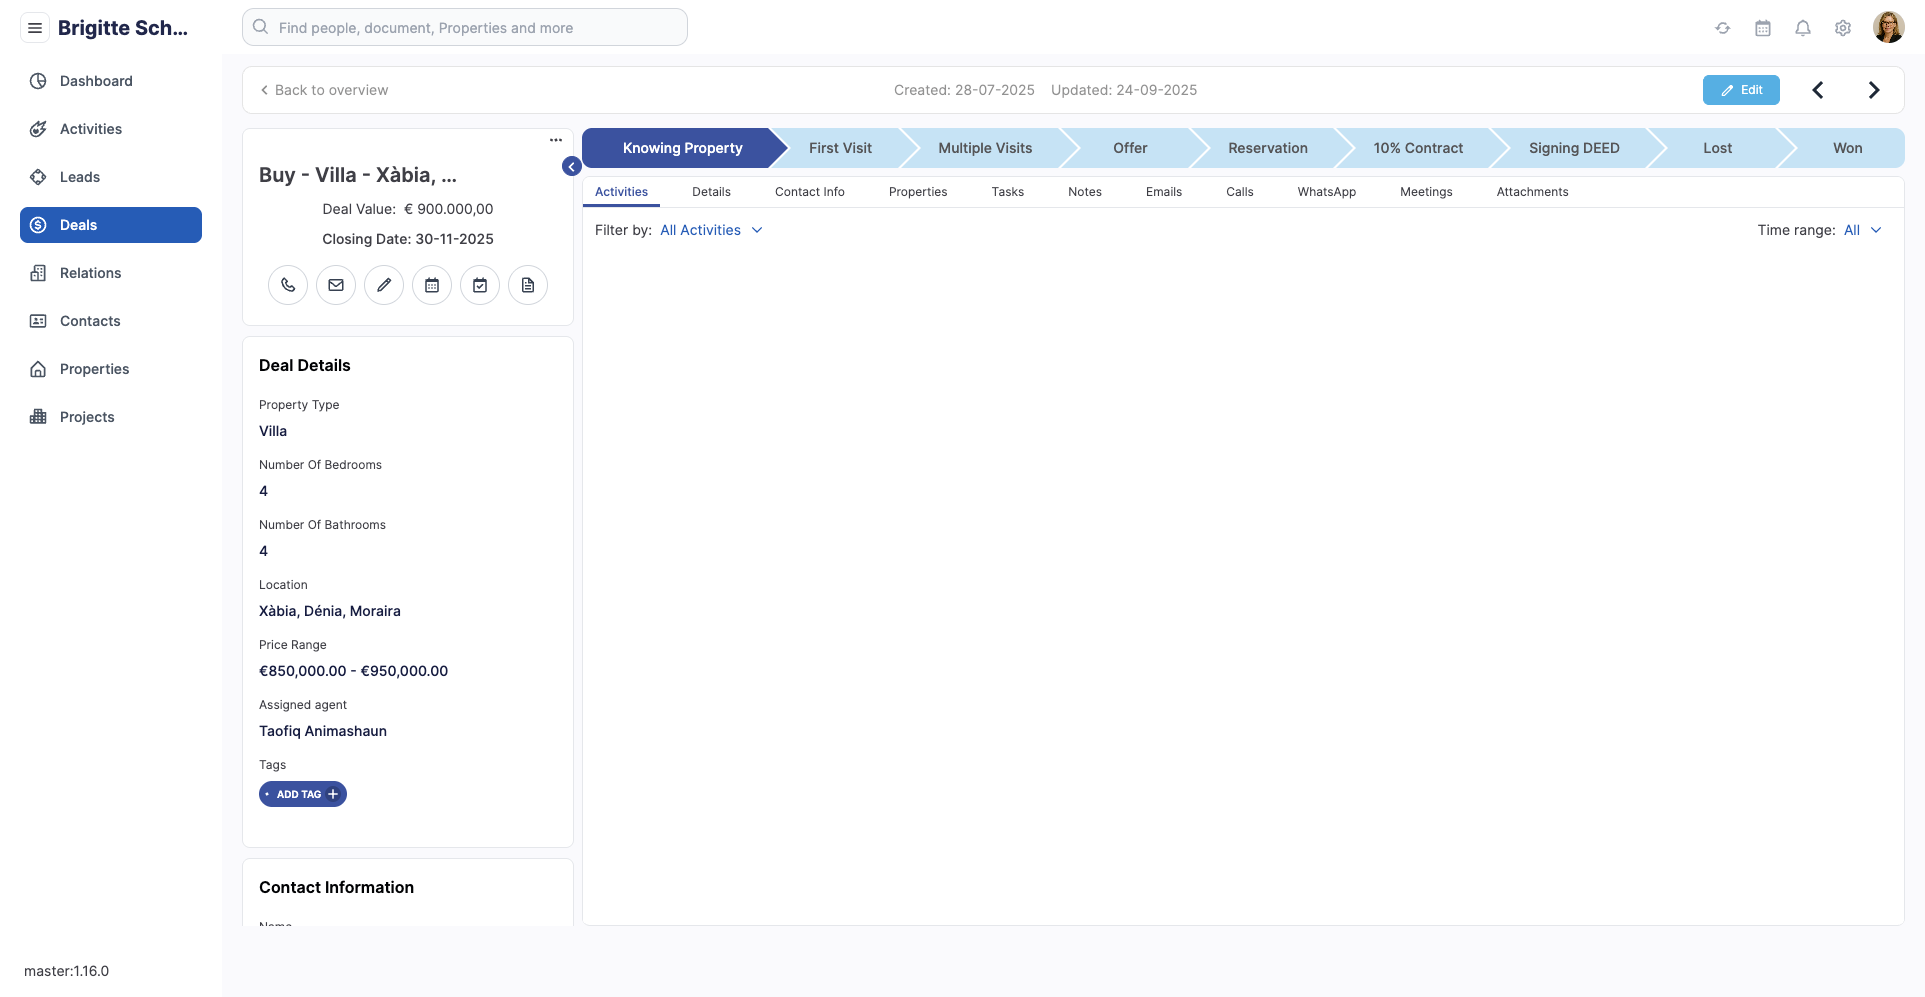 Brigitte Sch...
Find people, document, Properties and more
Dashboard
Activities
Leads
Deals
Relations
Contacts
Properties
Projects
master:1.16.0
Back to overview
Created: 28-07-2025 Updated: 24-09-2025
Edit
Buy - Villa - Xàbia, ...
Deal Value: € 900.000,00
Closing Date: 30-11-2025
Deal Details
Property Type
Villa
Number Of Bedrooms
4
Number Of Bathrooms
4
Location
Xàbia, Dénia, Moraira
Price Range
€850,000.00 - €950,000.00
Assigned agent
Taofiq Animashaun
Tags
ADD TAG
Contact Information
Name
Knowing Property First Visit Multiple Visits Offer Reservation 10% Contract Signing DEED Lost Won
Activities Details Contact Info Properties Tasks Notes Emails Calls WhatsApp Meetings Attachments
Filter by: All Activities
Time range: All